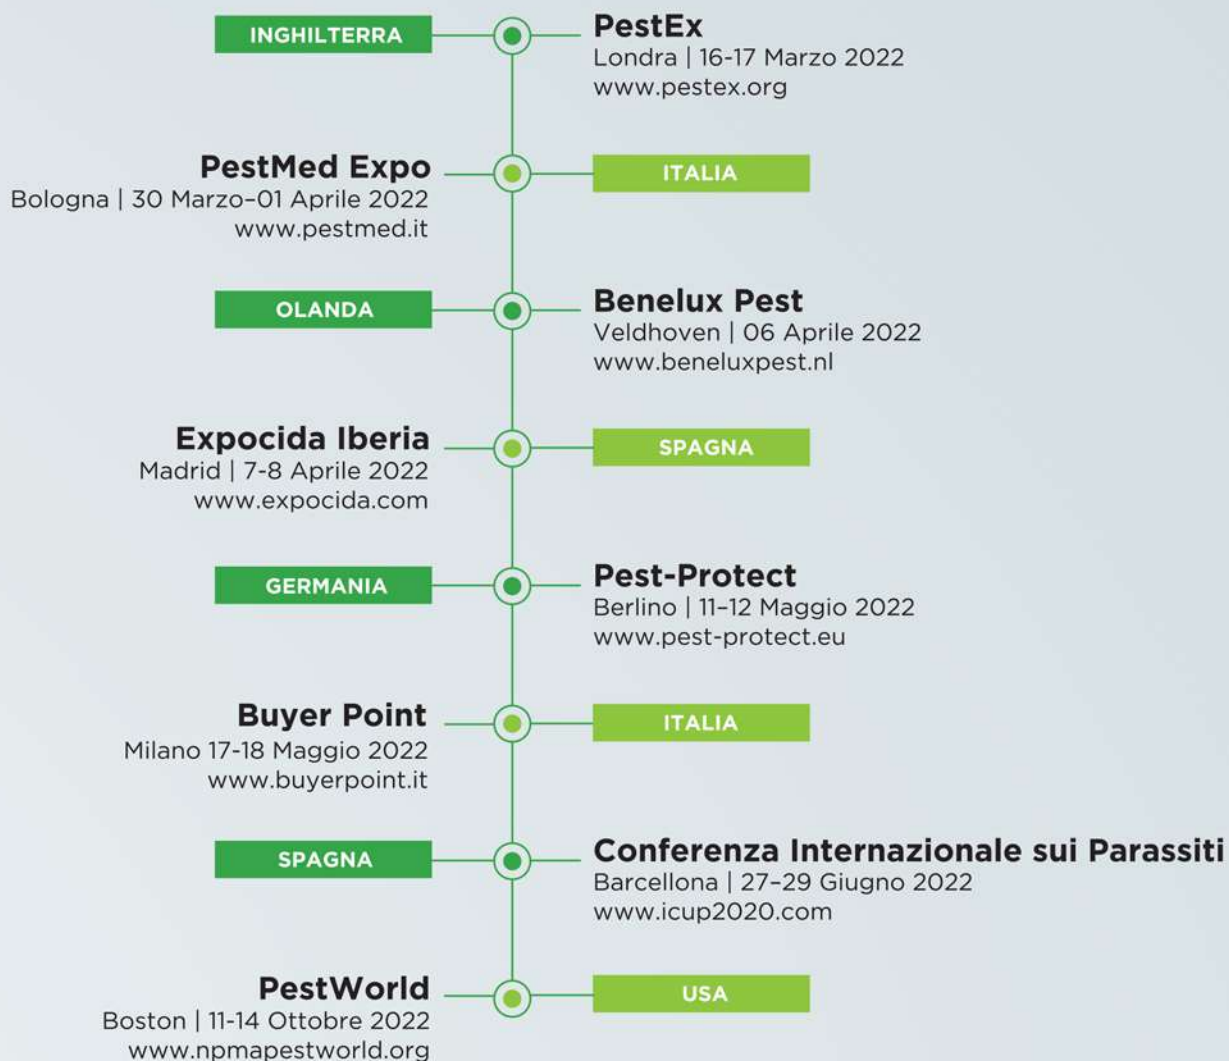 INGHILTERRA
PestEx
Londra | 16-17 Marzo 2022
www.pestex.org
PestMed Expo
Bologna | 30 Marzo–01 Aprile 2022
www.pestmed.it
ITALIA
OLANDA
Benelux Pest
Veldhoven | 06 Aprile 2022
www.beneluxpest.nl
Expocida Iberia
Madrid | 7-8 Aprile 2022
www.expocida.com
SPAGNA
GERMANIA
Pest-Protect
Berlino | 11–12 Maggio 2022
www.pest-protect.eu
Buyer Point
Milano 17-18 Maggio 2022
www.buyerpoint.it
ITALIA
SPAGNA
Conferenza Internazionale sui Parassiti
Barcellona | 27–29 Giugno 2022
www.icup2020.com
PestWorld
Boston | 11-14 Ottobre 2022
www.npmapestworld.org
USA